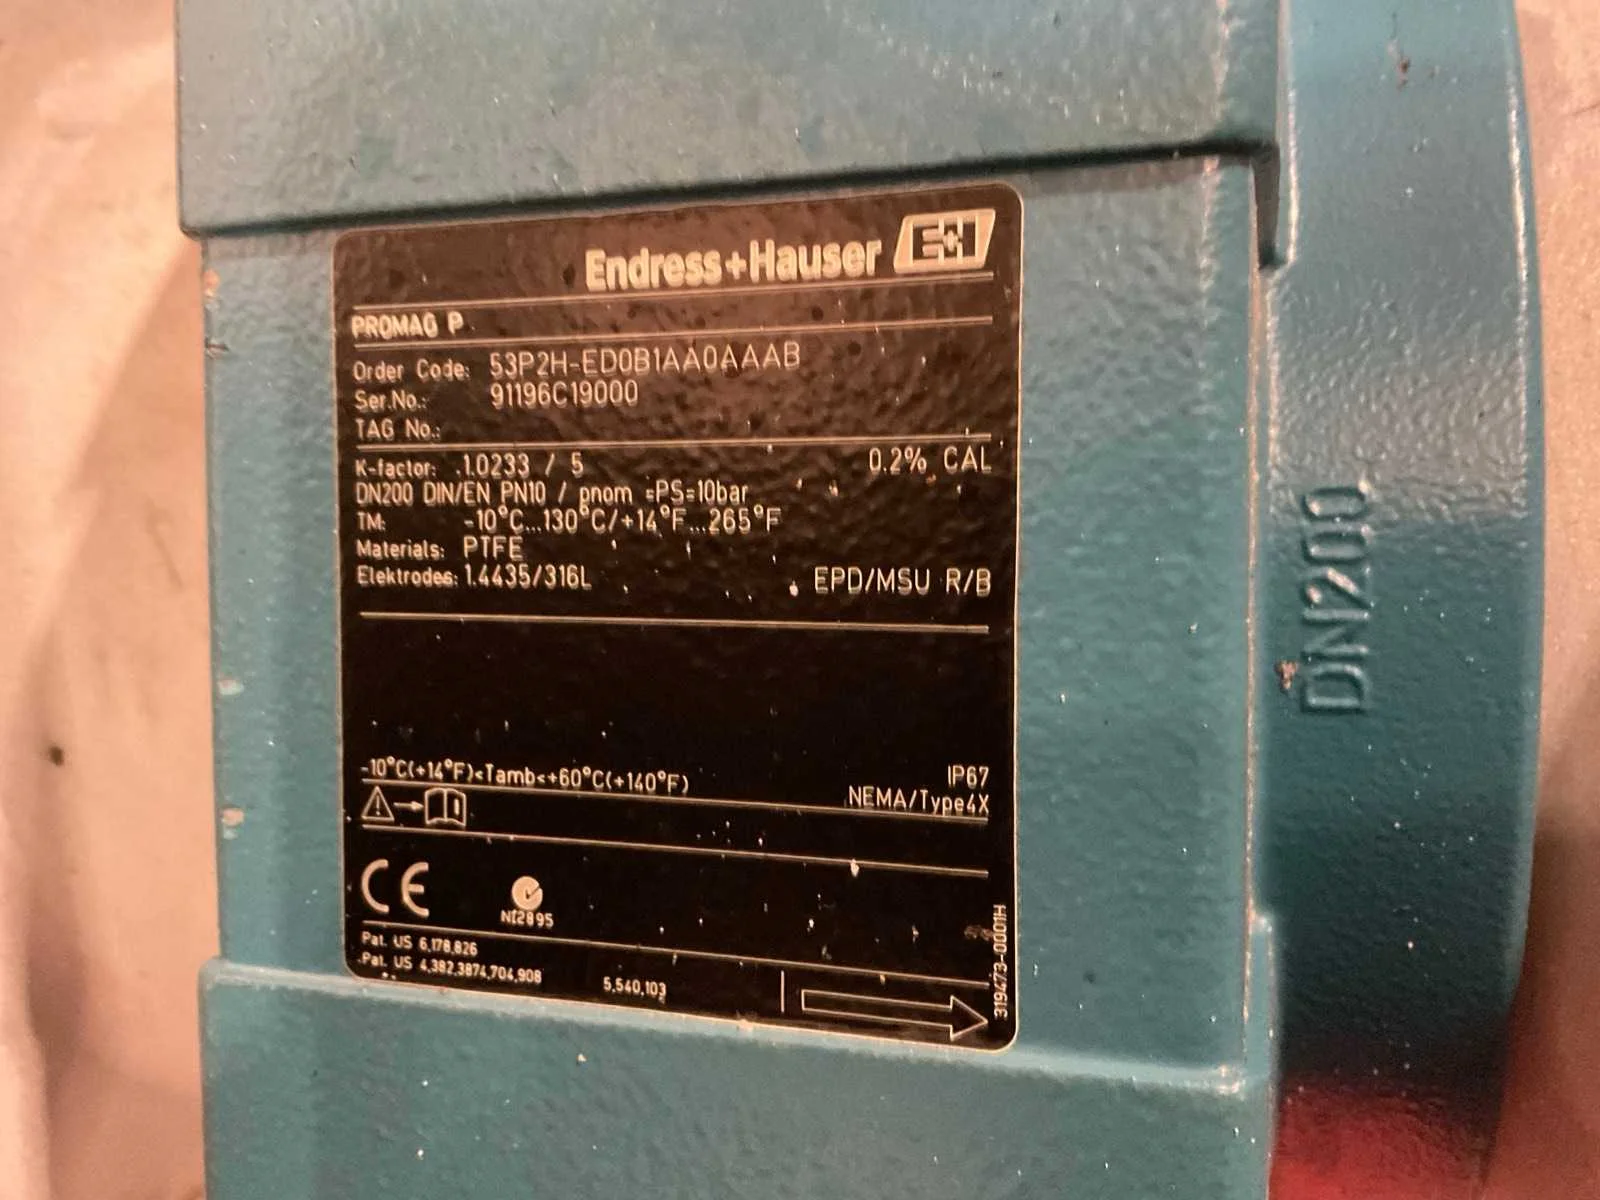 Endress+Hauser E+H
PROMAG P
Order Code: 53P2H-ED0B1AA0AAAB
Ser.No.: 91196C19000
TAG No.:
K-factor: 1.0233 / 5 0.2% CAL
DN200 DIN/EN PN10 / pnom =PS=10bar
TM: -10°C...130°C/+14°F...265°F
Materials: PTFE
Elektrodes: 1.4435/316L EPD/MSU R/B
-10°C(+14°F)<Tamb<+60°C(+140°F) IP67
NEMA/Type4X
CE
N12895
Pat. US 6,178,826
Pat. US 4,382,3874,704,908 5,540,103
319473-0001H
DN200